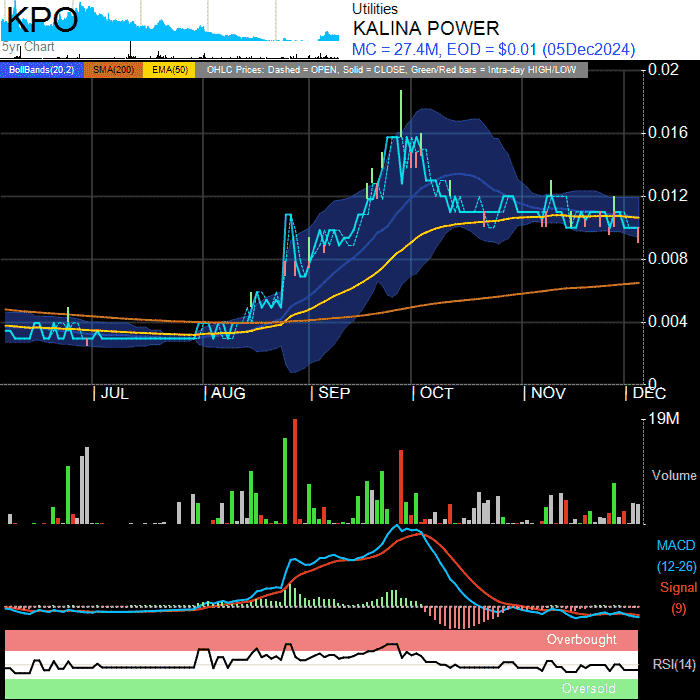 KPO
5yr Chart
Utilities
KALINA POWER
MC = 27.4M, EOD = $0.01 (05Dec2024)
BollBands(20,2) SMA(200) EMA(50) OHLC Prices: Dashed = OPEN, Solid = CLOSE, Green/Red bars = Intra-day HIGH/LOW
0.02
0.016
0.012
0.008
0.004
0
JUL AUG SEP OCT NOV DEC
19M
Volume
MACD
(12-26)
Signal
(9)
Overbought
RSI(14)
Oversold